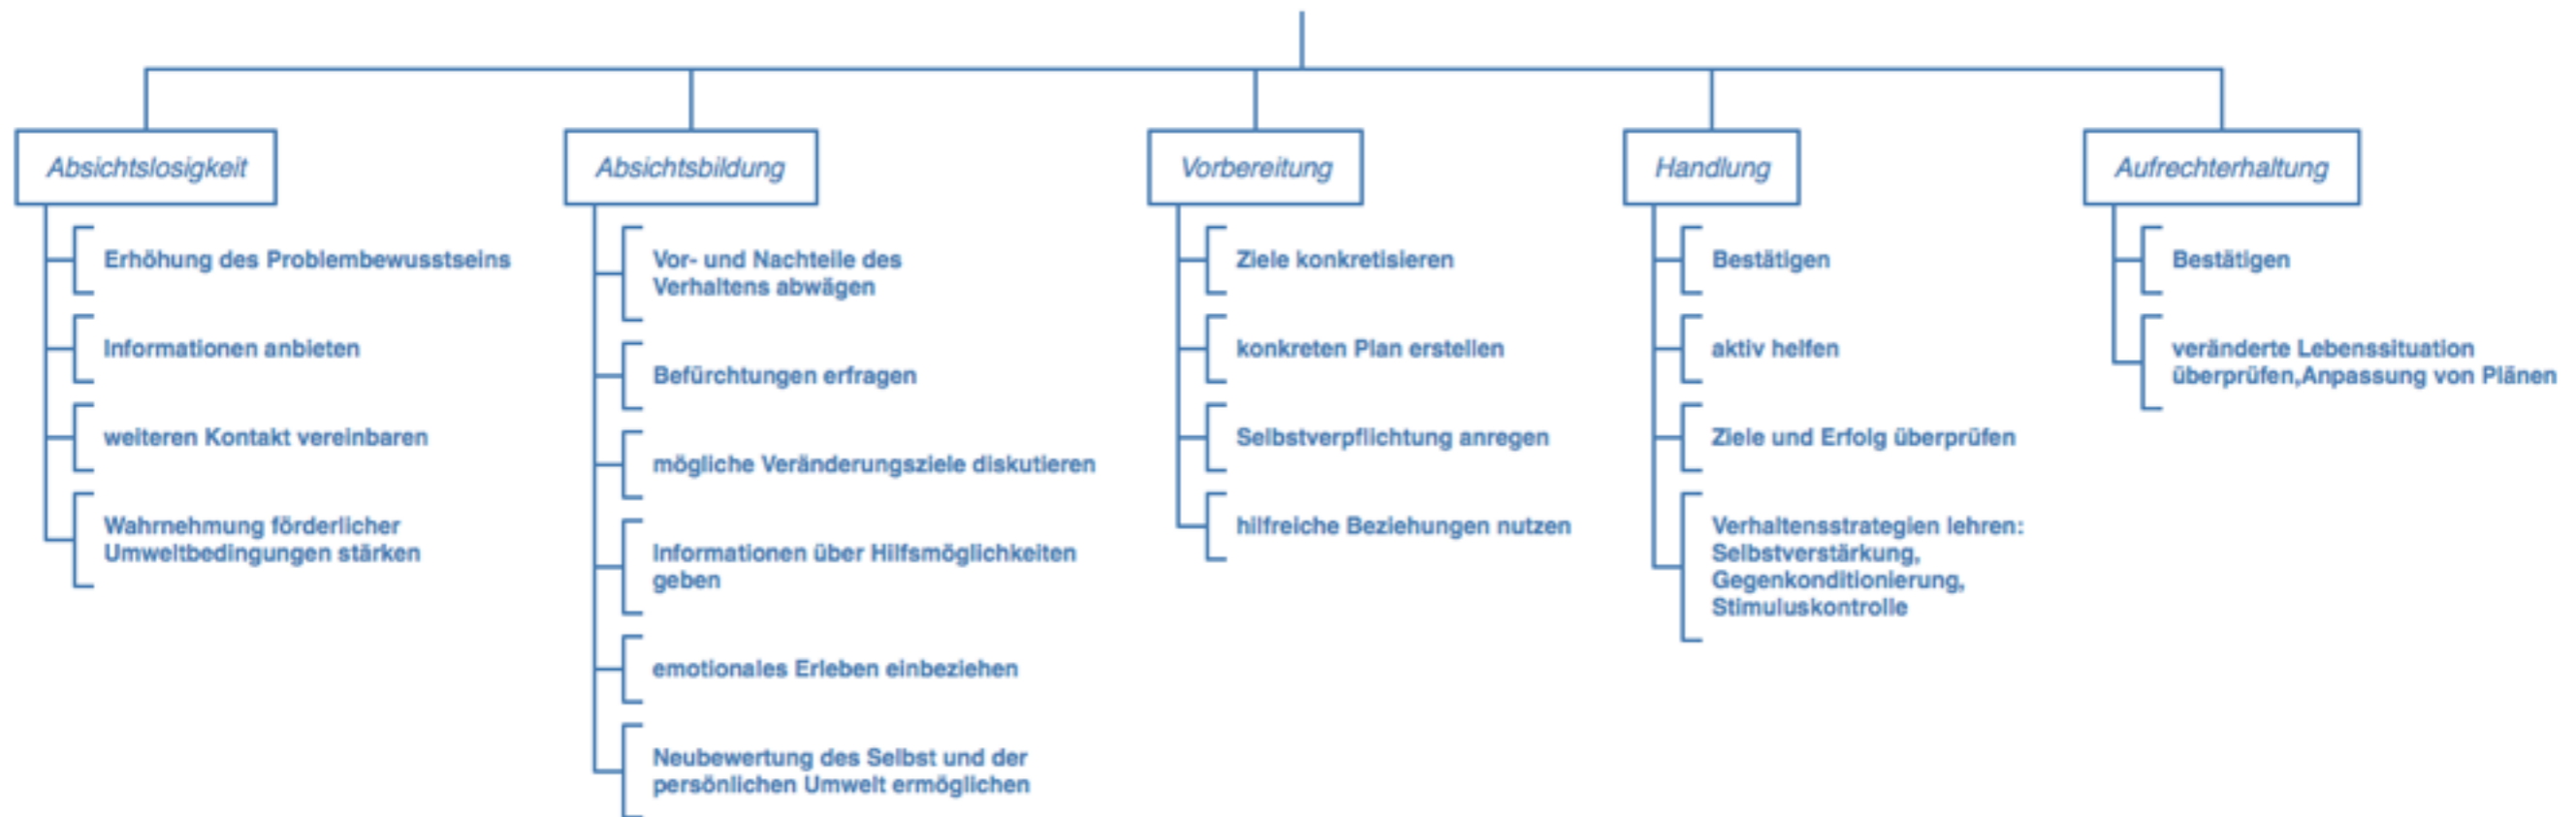 Absichtslosigkeit
Erhöhung des Problembewusstseins
Informationen anbieten
weiteren Kontakt vereinbaren
Wahrnehmung förderlicher
Umweltbedingungen stärken
Absichtsbildung
Vor- und Nachteile des
Verhaltens abwägen
Befürchtungen erfragen
mögliche Veränderungsziele diskutieren
Informationen über Hilfsmöglichkeiten
geben
emotionales Erleben einbeziehen
Neubewertung des Selbst und der
persönlichen Umwelt ermöglichen
Vorbereitung
Ziele konkretisieren
konkreten Plan erstellen
Selbstverpflichtung anregen
hilfreiche Beziehungen nutzen
Handlung
Bestätigen
aktiv helfen
Ziele und Erfolg überprüfen
Verhaltensstrategien lehren:
Selbstverstärkung,
Gegenkonditionierung,
Stimuluskontrolle
Aufrechterhaltung
Bestätigen
veränderte Lebenssituation
überprüfen,Anpassung von Plänen